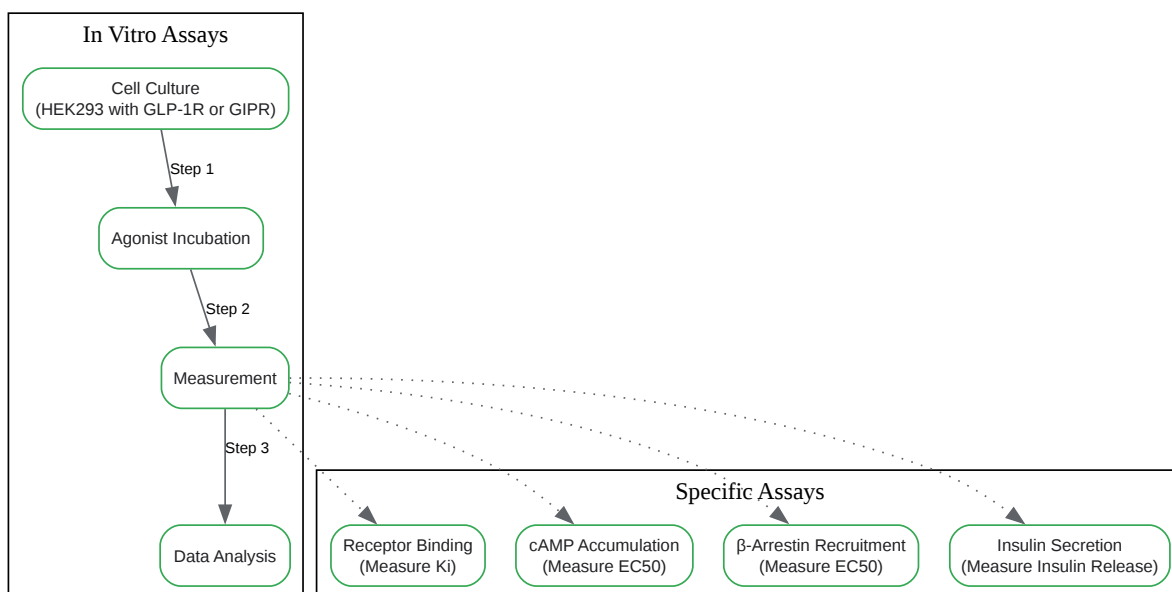 In Vitro Assays
Cell Culture
(HEK293 with GLP-1R or GIPR)
Step 1
Agonist Incubation
Step 2
Measurement
Step 3
Data Analysis
Specific Assays
Receptor Binding
(Measure Ki)
cAMP Accumulation
(Measure EC50)
β-Arrestin Recruitment
(Measure EC50)
Insulin Secretion
(Measure Insulin Release)